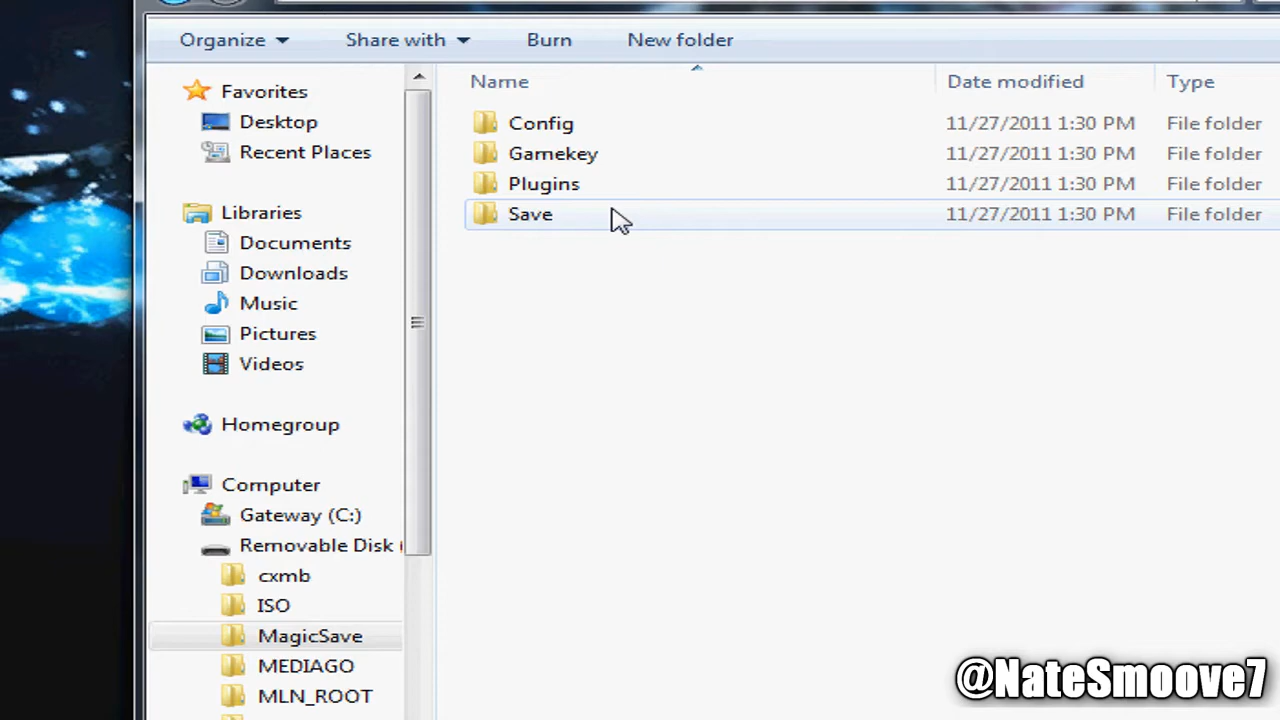 Organize Share with Burn New folder
Name Date modified Type
Favorites
Desktop
Recent Places
Libraries
Documents
Downloads
Music
Pictures
Videos
Homegroup
Computer
Gateway (C:)
Removable Disk (
cxmb
ISO
MagicSave
MEDIAGO
MLN_ROOT
Config 11/27/2011 1:30 PM File folder
Gamekey 11/27/2011 1:30 PM File folder
Plugins 11/27/2011 1:30 PM File folder
Save 11/27/2011 1:30 PM File folder
@NateSmoove7